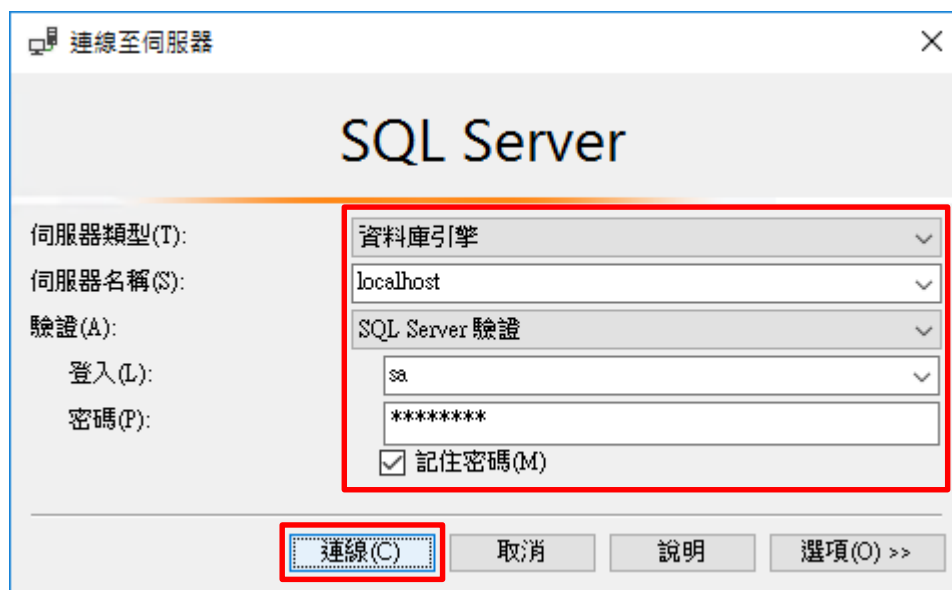 連線至伺服器
SQL Server
伺服器類型(T): 資料庫引擎
伺服器名稱(S): localhost
驗證(A): SQL Server 驗證
登入(L): sa
密碼(P): ********
記住密碼(M)
連線(C) 取消 說明 選項(O) >>